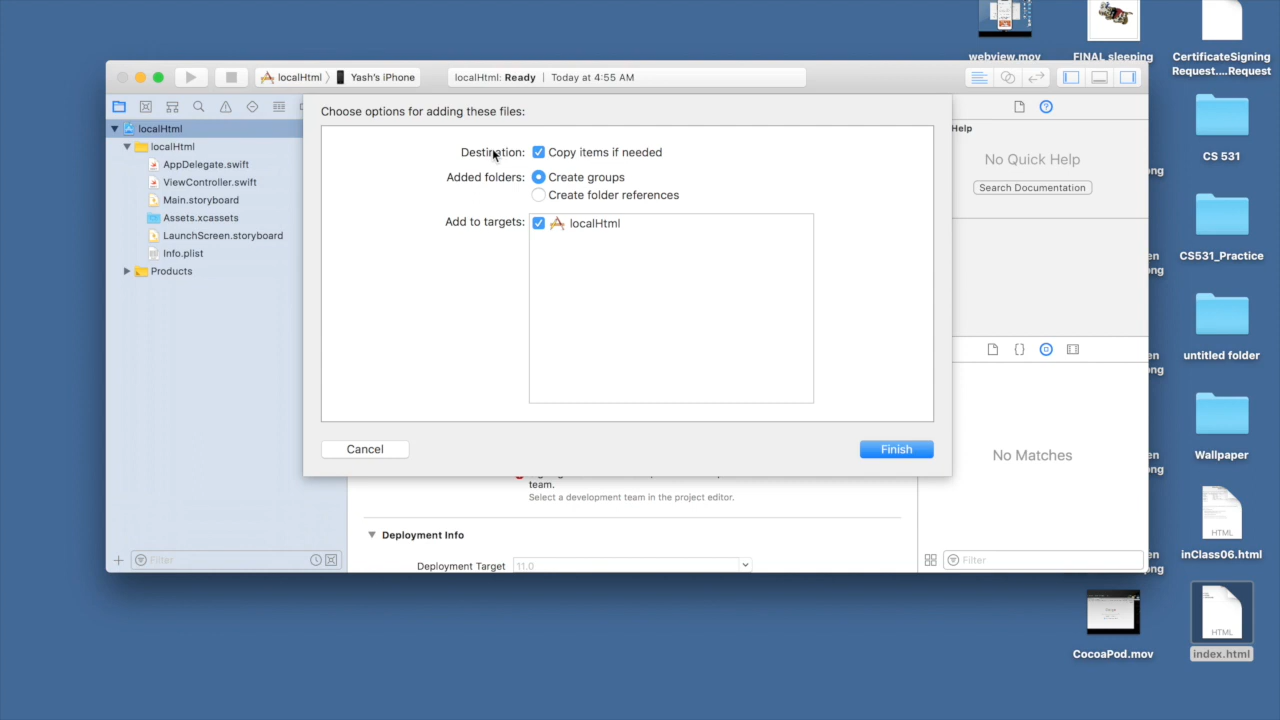 webview.mov
FINAL sleeping
CertificateSigning
Request....Request
localHtml
Yash's iPhone
localHtml: Ready | Today at 4:55 AM
Choose options for adding these files:
Help
localHtml
localHtml
AppDelegate.swift
ViewController.swift
Main.storyboard
Assets.xcassets
LaunchScreen.storyboard
Info.plist
Products
Destination: Copy items if needed
Added folders: Create groups
Create folder references
Add to targets: localHtml
No Quick Help
Search Documentation
CS 531
CS531_Practice
untitled folder
Wallpaper
Cancel
Finish
No Matches
team.
Select a development team in the project editor.
Deployment Info
Deployment Target 11.0
Filter
Filter
HTML
inClass06.html
CocoaPod.mov
HTML
index.html